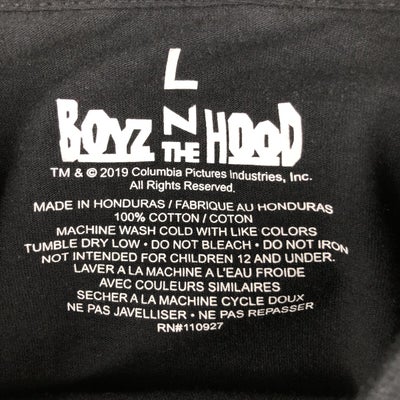 L
BOYZ N THE HOOD
TM & © 2019 Columbia Pictures Industries, Inc.
All Rights Reserved.
MADE IN HONDURAS / FABRIQUE AU HONDURAS
100% COTTON / COTON
MACHINE WASH COLD WITH LIKE COLORS
TUMBLE DRY LOW • DO NOT BLEACH • DO NOT IRON
NOT INTENDED FOR CHILDREN 12 AND UNDER.
LAVER A LA MACHINE A L'EAU FROIDE
AVEC COULEURS SIMILAIRES
SECHER A LA MACHINE CYCLE DOUX
NE PAS JAVELLISER • NE PAS REPASSER
RN#110927